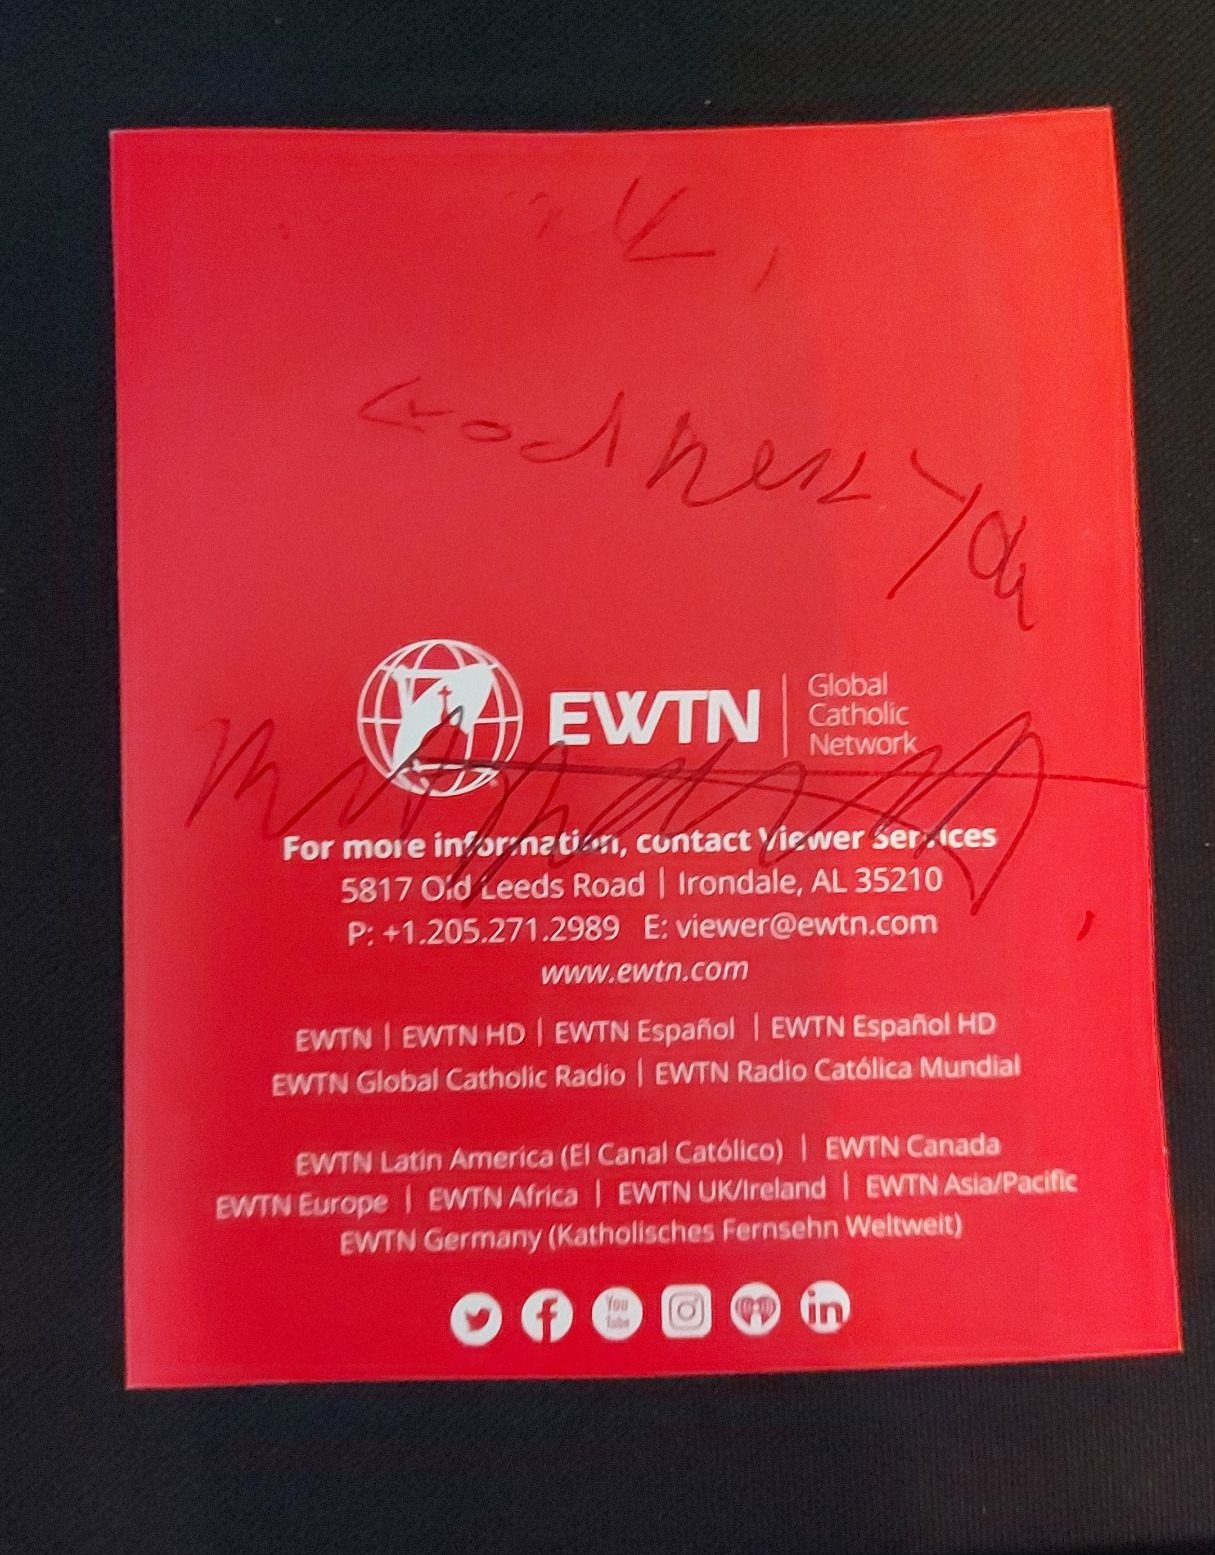 God bless you
EWTN
Global
Catholic
Network
For more information, contact Viewer Services
5817 Old Leeds Road | Irondale, AL 35210
P: +1.205.271.2989 E: viewer@ewtn.com
www.ewtn.com
EWTN | EWTN HD | EWTN Español | EWTN Español HD
EWTN Global Catholic Radio | EWTN Radio Católica Mundial
EWTN Latin America (El Canal Católico) | EWTN Canada
EWTN Europe | EWTN Africa | EWTN UK/Ireland | EWTN Asia/Pacific
EWTN Germany (Katholisches Fernsehn Weltweit)
You
Tube
in